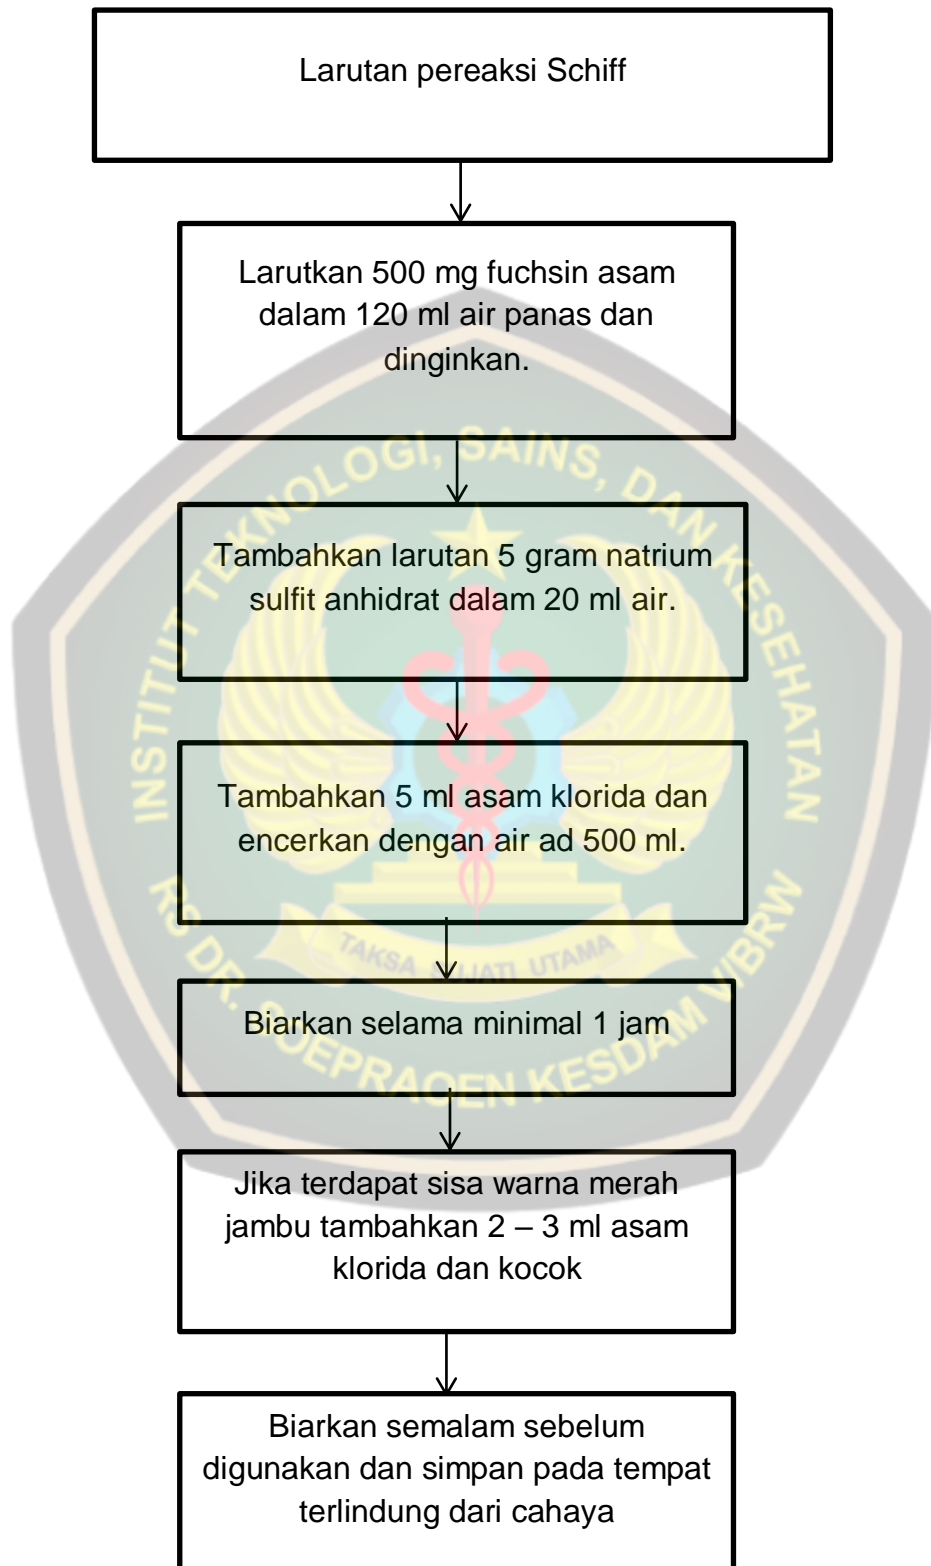 Larutan pereaksi Schiff
Larutkan 500 mg fuchsin asam
dalam 120 ml air panas dan
dinginkan.
INSTITUT TEKNOLOGI, SAINS, DAN KESEHATAN
Tambahkan larutan 5 gram natrium
sulfit anhidrat dalam 20 ml air.
Tambahkan 5 ml asam klorida dan
encerkan dengan air ad 500 ml.
TAKSA UTAMA
RS DR. SOEPRAOEN KESDAM V/BRW
Biarkan selama minimal 1 jam
Jika terdapat sisa warna merah
jambu tambahkan 2 – 3 ml asam
klorida dan kocok
Biarkan semalam sebelum
digunakan dan simpan pada tempat
terlindung dari cahaya